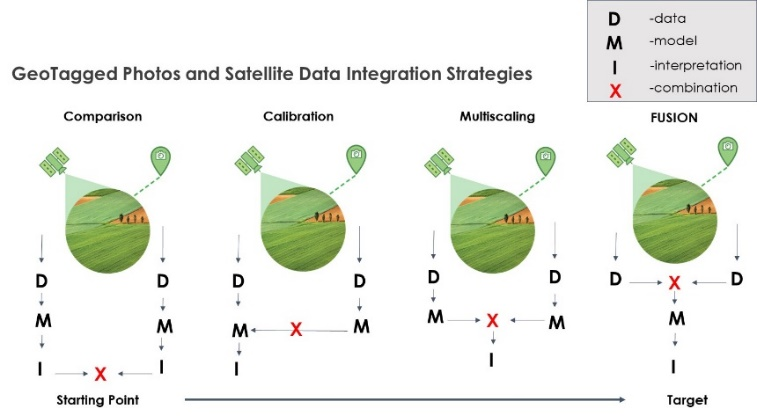 D -data
M -model
I -interpretation
X -combination
GeoTagged Photos and Satellite Data Integration Strategies
Comparison Calibration Multiscaling FUSION
D D D D D D D X D
M M M X M M X M M
I X I I I I
Starting Point Target